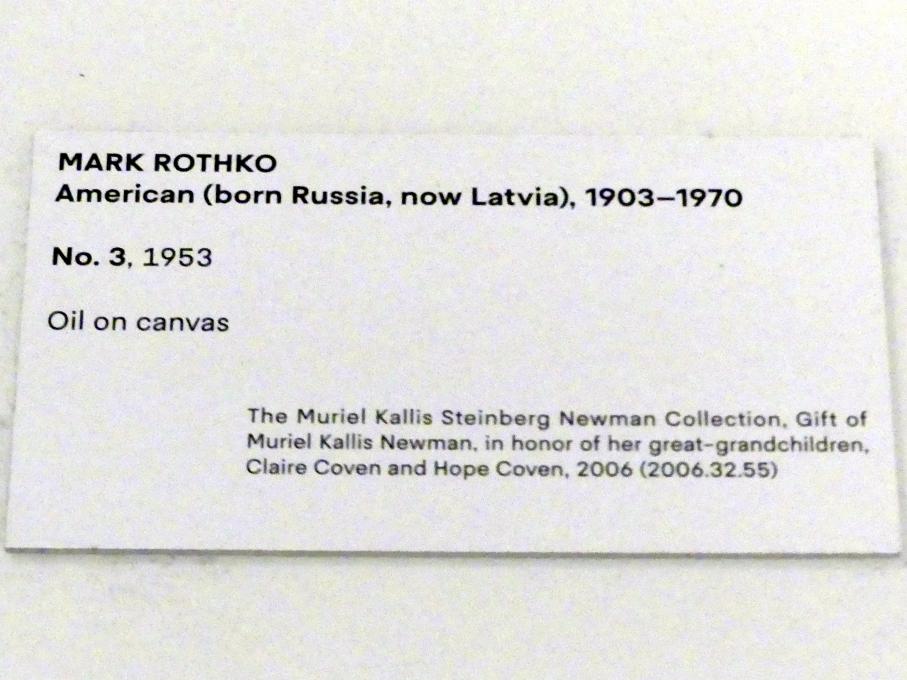 MARK ROTHKO
American (born Russia, now Latvia), 1903–1970
No. 3, 1953
Oil on canvas
The Muriel Kallis Steinberg Newman Collection, Gift of
Muriel Kallis Newman, in honor of her great-grandchildren,
Claire Coven and Hope Coven, 2006 (2006.32.55)